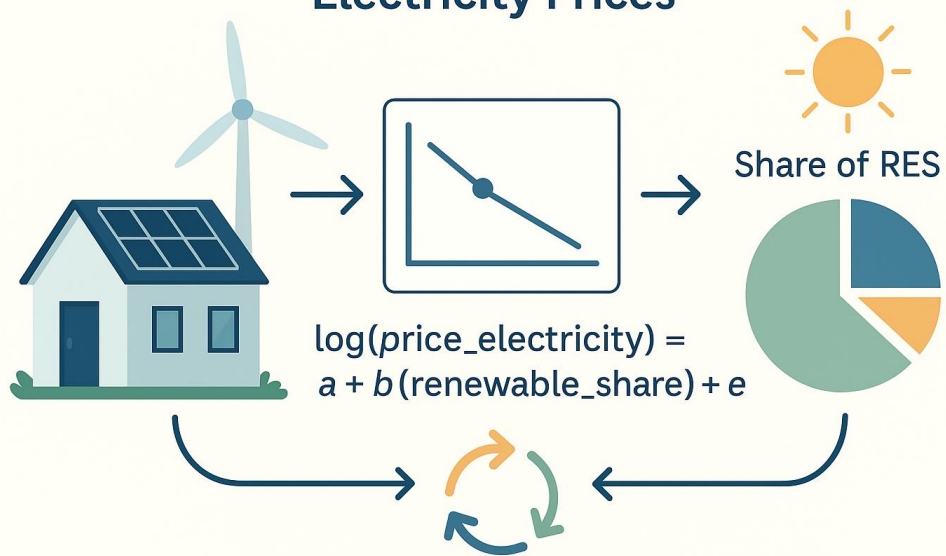 Electricity Prices
Share of RES
log(price_electricity) =
a + b (renewable_share) + e